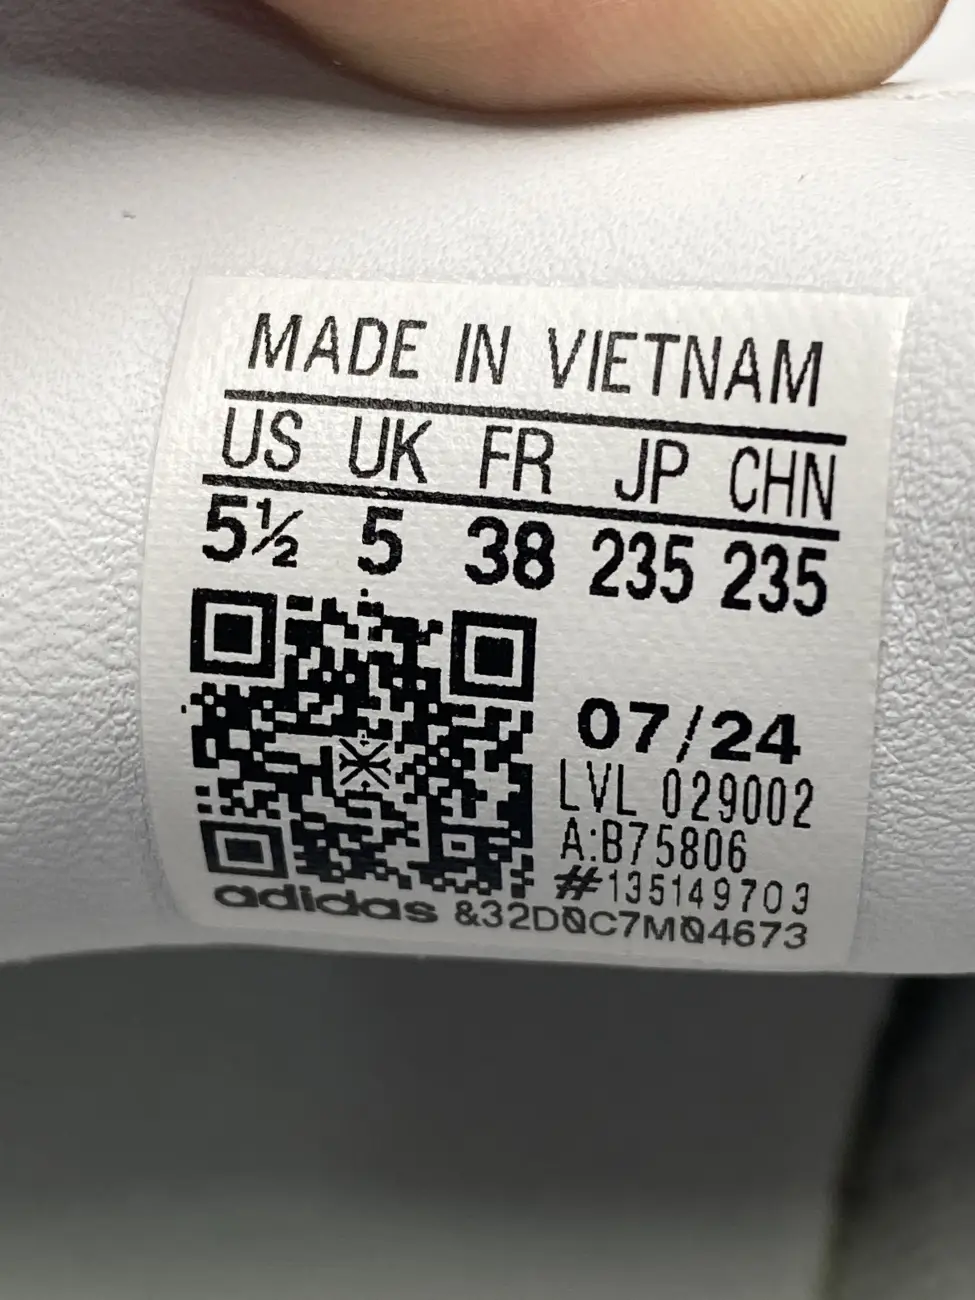 MADE IN VIETNAM
US UK FR JP CHN
5½ 5 38 235 235
07/24
LVL 029002
A:B75806
#135149703
adidas &32D0C7M04673